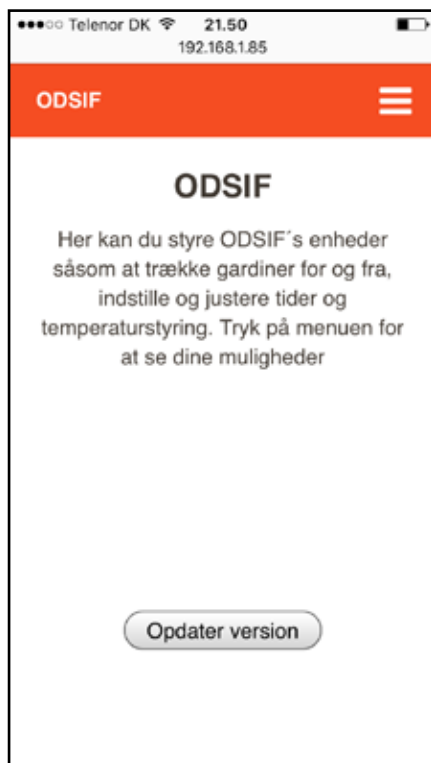 Telenor DK 21.50
192.168.1.85
ODSIF
ODSIF
Her kan du styre ODSIF´s enheder
såsom at trække gardiner for og fra,
indstille og justere tider og
temperaturstyring. Tryk på menuen for
at se dine muligheder
Opdater version